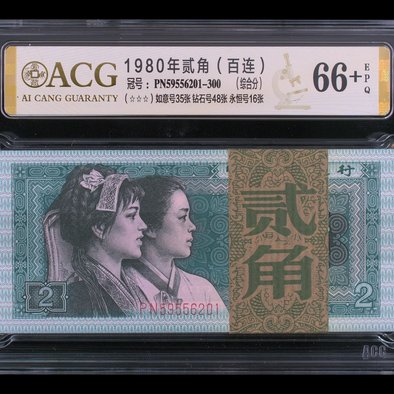 ACG
AI CANG GUARANTY
1980年贰角（百连）
冠号：PN59556201-300 (综合分)
(☆☆☆) 如意号35张 钻石号48张 永恒号16张
66+
EPQ
行
贰角
2
PN59556201
2
ACG